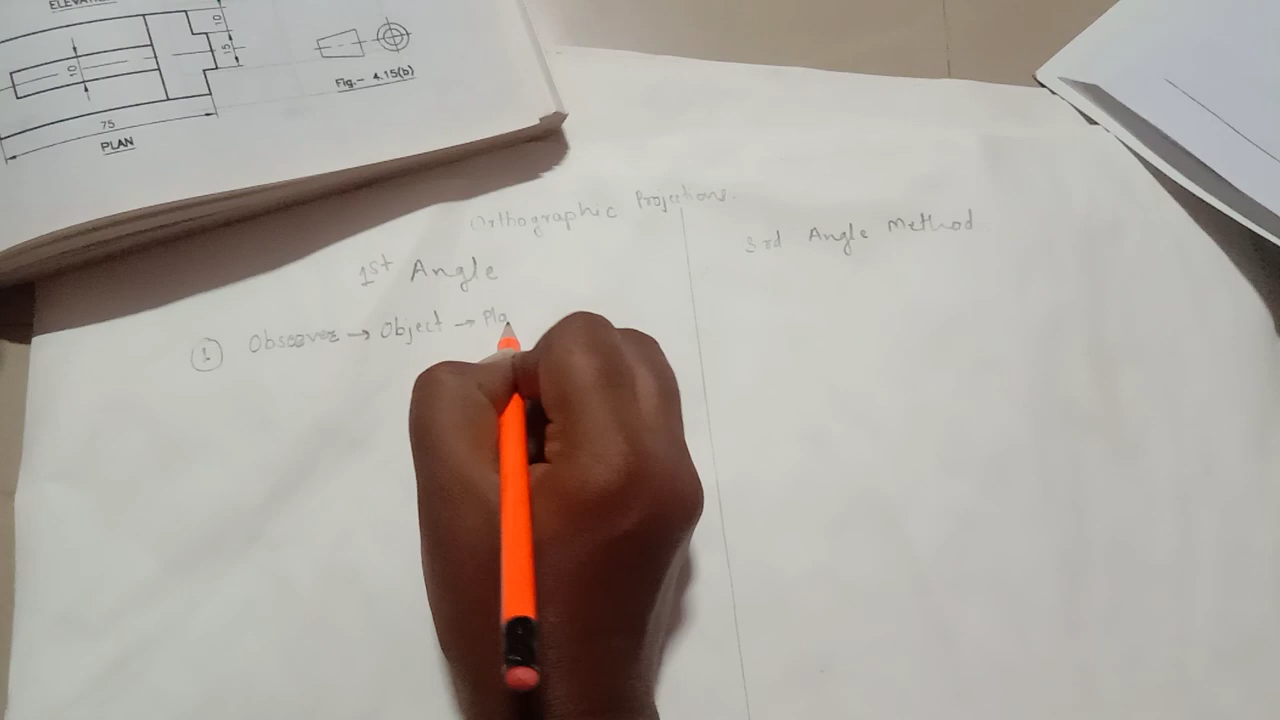 ELEVATI
10
15
10
75
PLAN
Fig.- 4.15(b)
Orthographic Projections.
1st Angle
3rd Angle Method
① Observer → Object → Pla